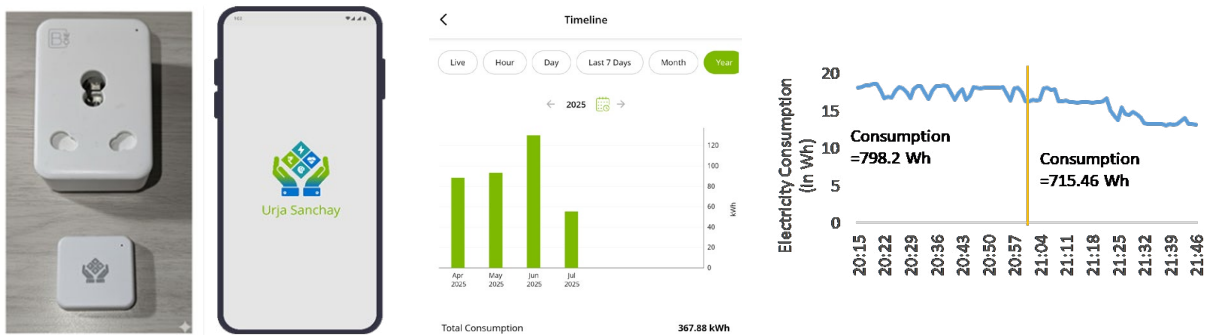 Urja Sanchay
Timeline
Live
Hour
Day
Last 7 Days
Month
Year
2025
120
100
80
60
40
20
0
kWh
Apr
2025
May
2025
Jun
2025
Jul
2025
Total Consumption
367.88 kWh
Electricity Consumption
(In Wh)
20
15
10
5
0
Consumption
=798.2 Wh
Consumption
=715.46 Wh
20:15
20:22
20:29
20:36
20:43
20:50
20:57
21:04
21:11
21:18
21:25
21:32
21:39
21:46